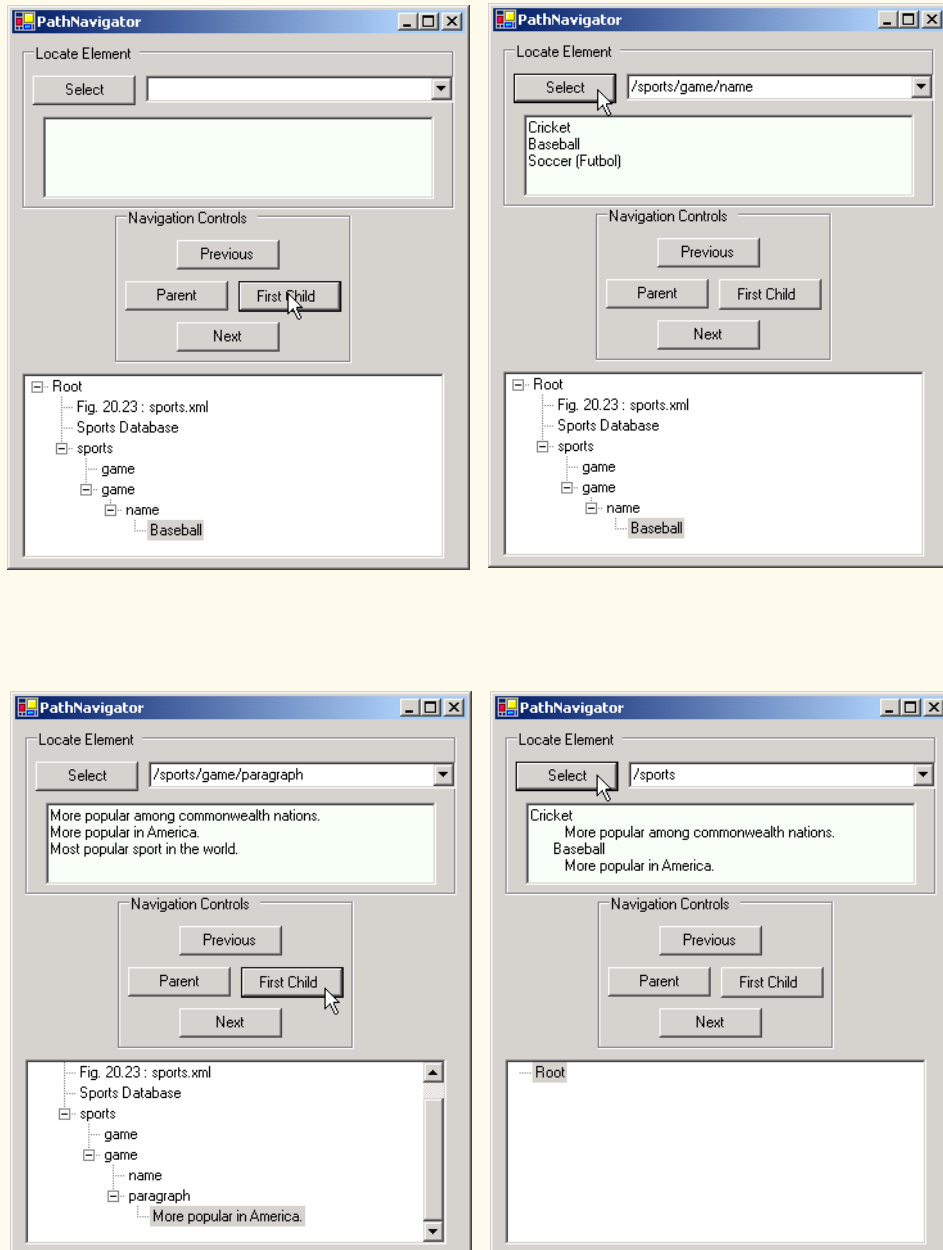 PathNavigator
Locate Element
Select
Navigation Controls
Previous
Parent First Child
Next
Root
Fig. 20.23 : sports.xml
Sports Database
sports
game
game
name
Baseball
PathNavigator
Locate Element
Select /sports/game/name
Cricket
Baseball
Soccer (Futbol)
Navigation Controls
Previous
Parent First Child
Next
Root
Fig. 20.23 : sports.xml
Sports Database
sports
game
game
name
Baseball
PathNavigator
Locate Element
Select /sports/game/paragraph
More popular among commonwealth nations.
More popular in America.
Most popular sport in the world.
Navigation Controls
Previous
Parent First Child
Next
Fig. 20.23 : sports.xml
Sports Database
sports
game
game
name
paragraph
More popular in America.
PathNavigator
Locate Element
Select /sports
Cricket
More popular among commonwealth nations.
Baseball
More popular in America.
Navigation Controls
Previous
Parent First Child
Next
Root